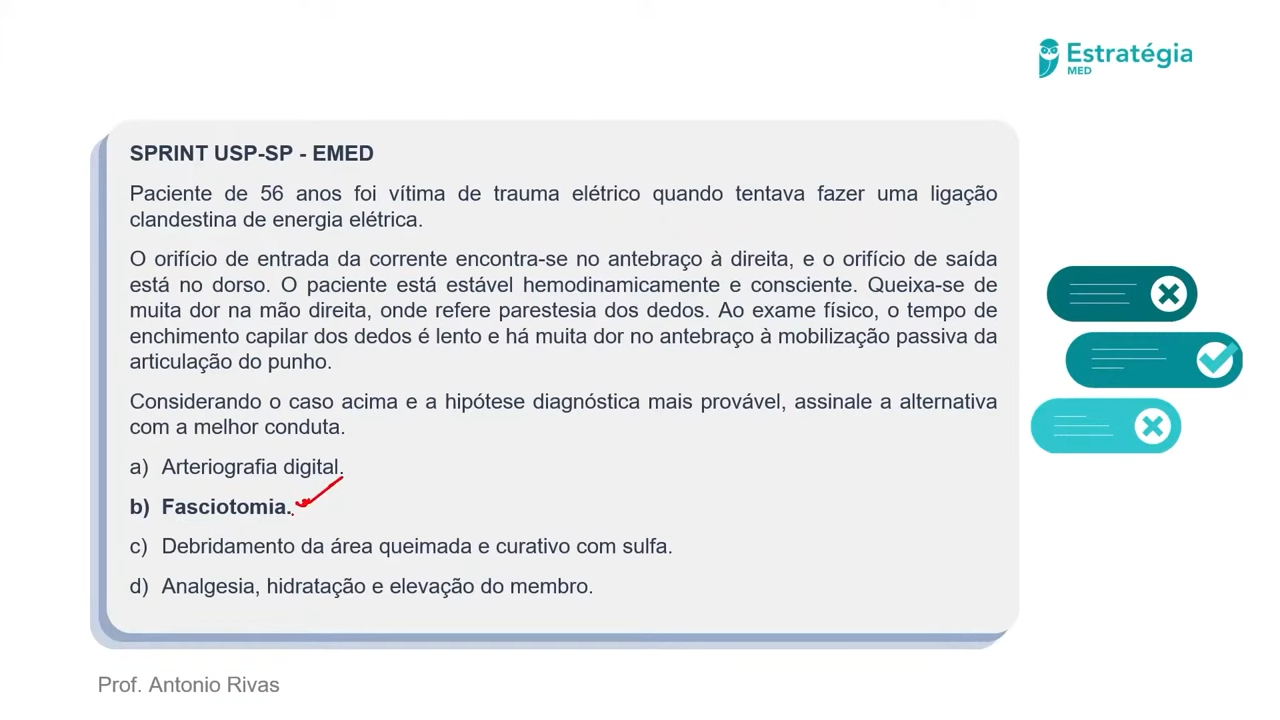 Estratégia
MED
SPRINT USP-SP - EMED
Paciente de 56 anos foi vítima de trauma elétrico quando tentava fazer uma ligação
clandestina de energia elétrica.
O orifício de entrada da corrente encontra-se no antebraço à direita, e o orifício de saída
está no dorso. O paciente está estável hemodinamicamente e consciente. Queixa-se de
muita dor na mão direita, onde refere parestesia dos dedos. Ao exame físico, o tempo de
enchimento capilar dos dedos é lento e há muita dor no antebraço à mobilização passiva da
articulação do punho.
Considerando o caso acima e a hipótese diagnóstica mais provável, assinale a alternativa
com a melhor conduta.
a) Arteriografia digital.
b) Fasciotomia.
c) Debridamento da área queimada e curativo com sulfa.
d) Analgesia, hidratação e elevação do membro.
Prof. Antonio Rivas